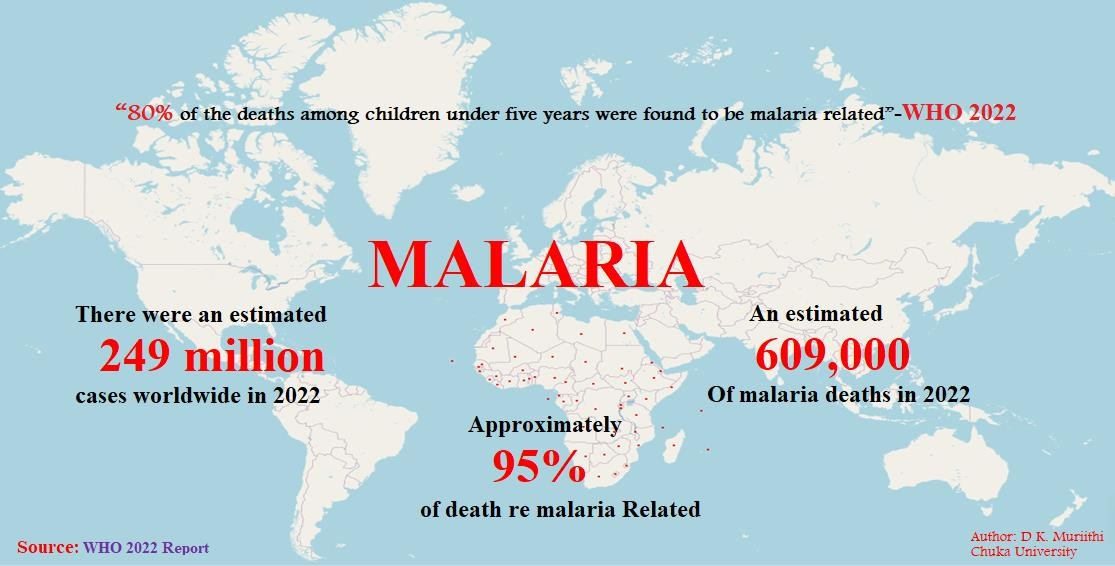 “80% of the deaths among children under five years were found to be malaria related”-WHO 2022
MALARIA
There were an estimated
249 million
cases worldwide in 2022
An estimated
609,000
Of malaria deaths in 2022
Approximately
95%
of death re malaria Related
Source: WHO 2022 Report
Author: D K. Muriithi
Chuka University